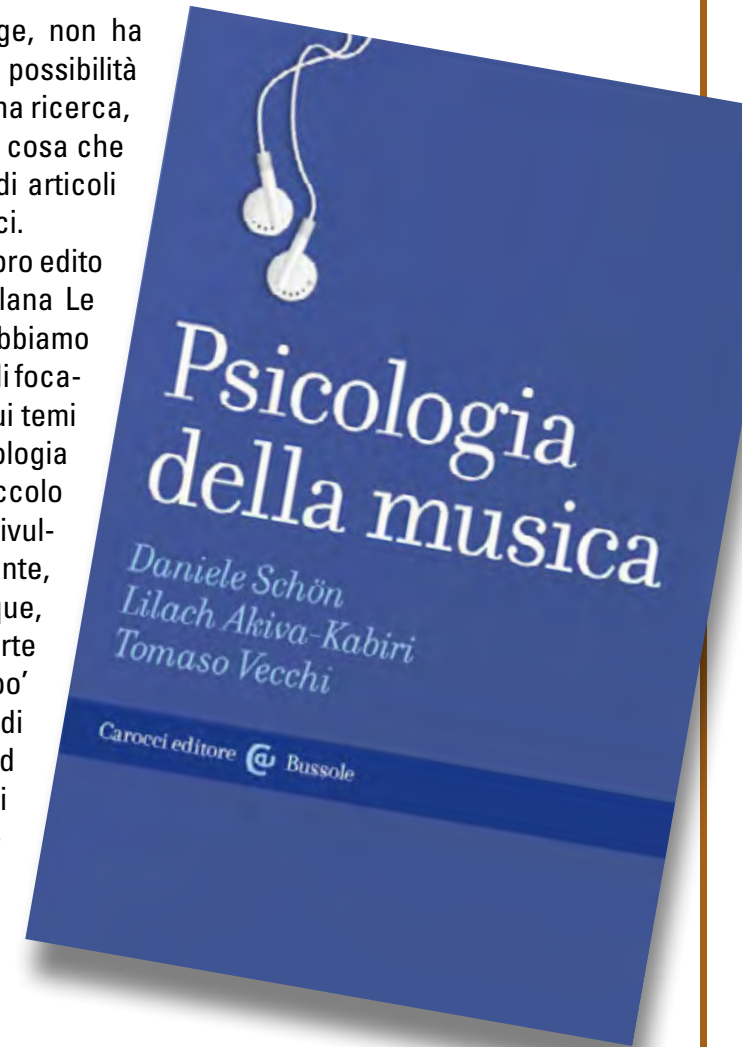 ge, non ha
possibilità
na ricerca,
cosa che
di articoli
ci.
bro edito
lana Le
bbiamo
di foca-
ui temi
ologia
ccolo
ivul-
nte,
que,
rte
po’
di
d
i
Psicologia
della musica
Daniele Schön
Lilach Akiva-Kabiri
Tomaso Vecchi
Carocci editore @ Bussole